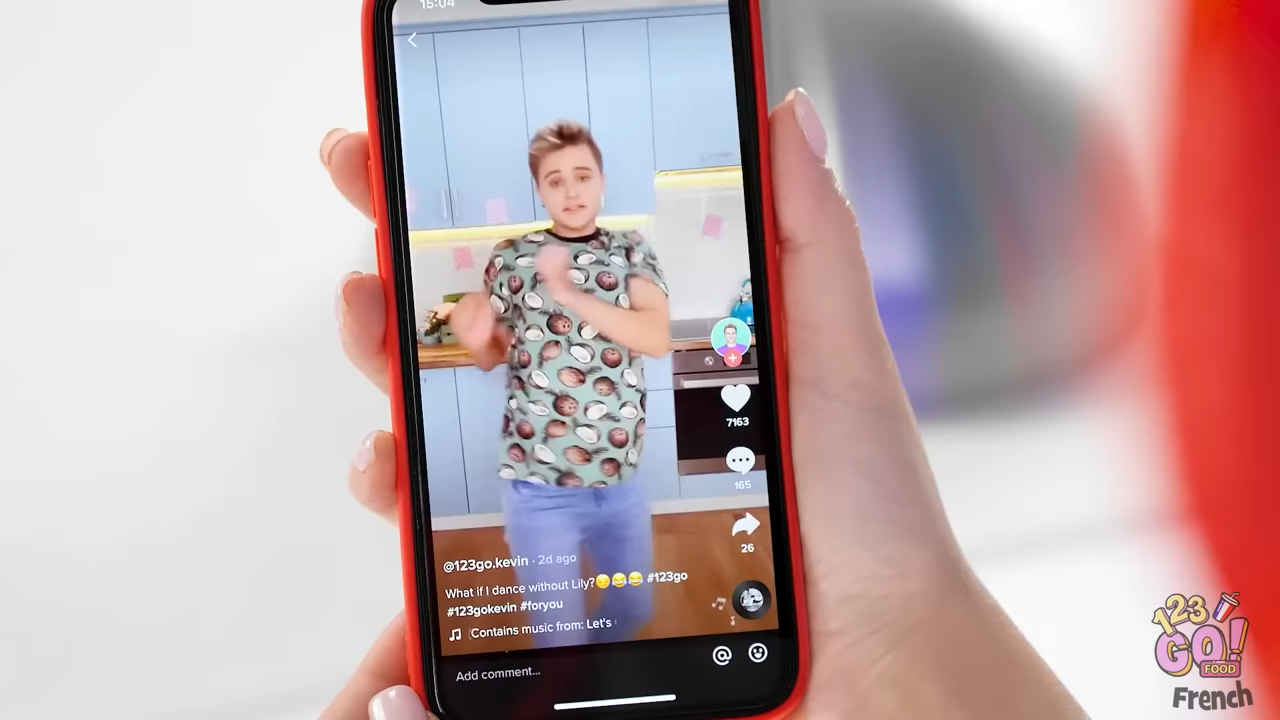 15:04
7163
165
26
@123go.kevin · 2d ago
What if I dance without Lily?😏😂😂 #123go
#123gokevin #foryou
Contains music from: Let's
Add comment...
123
GO!
FOOD
French